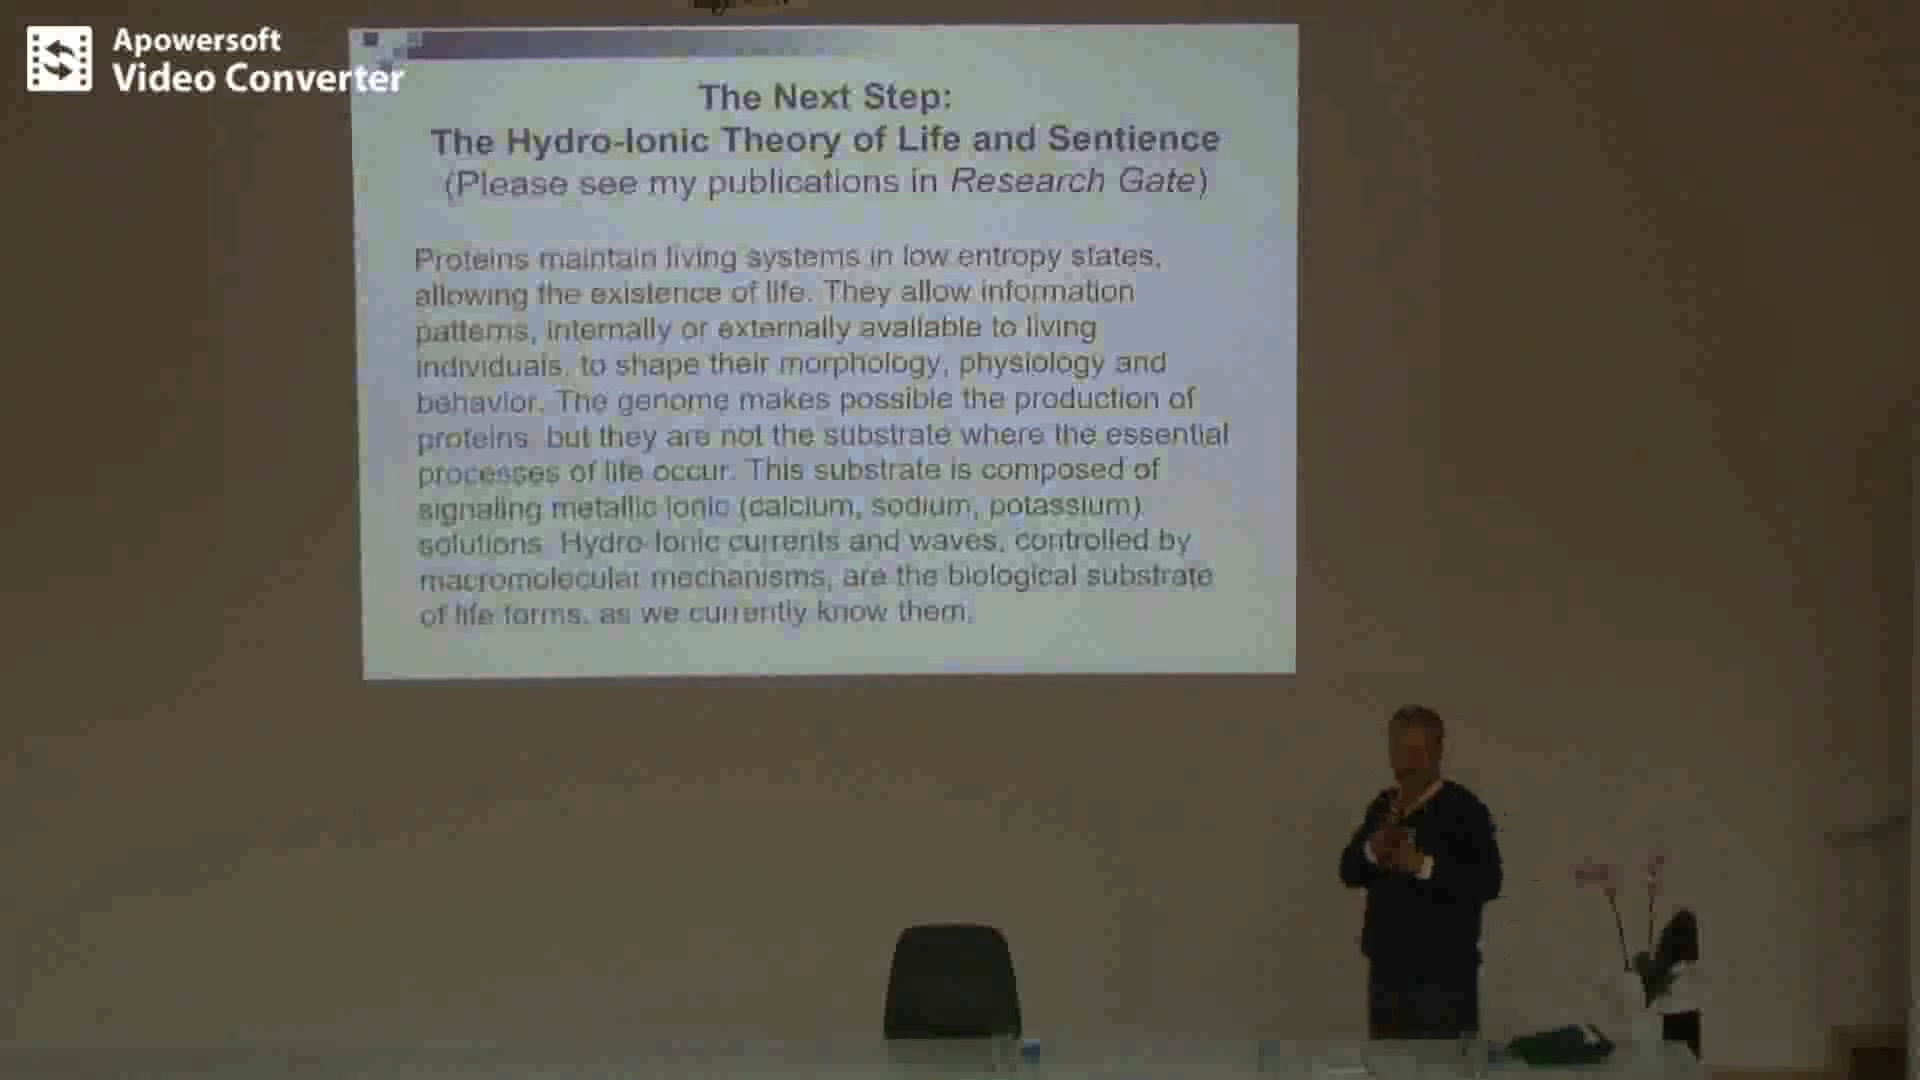 Apowersoft
Video Converter
The Next Step:
The Hydro-Ionic Theory of Life and Sentience
(Please see my publications in Research Gate)
Proteins maintain living systems in low entropy states,
allowing the existence of life. They allow information
patterns, internally or externally available to living
individuals, to shape their morphology, physiology and
behavior. The genome makes possible the production of
proteins, but they are not the substrate where the essential
processes of life occur. This substrate is composed of
signaling metallic ionic (calcium, sodium, potassium)
solutions. Hydro-Ionic currents and waves, controlled by
macromolecular mechanisms, are the biological substrate
of life forms, as we currently know them.